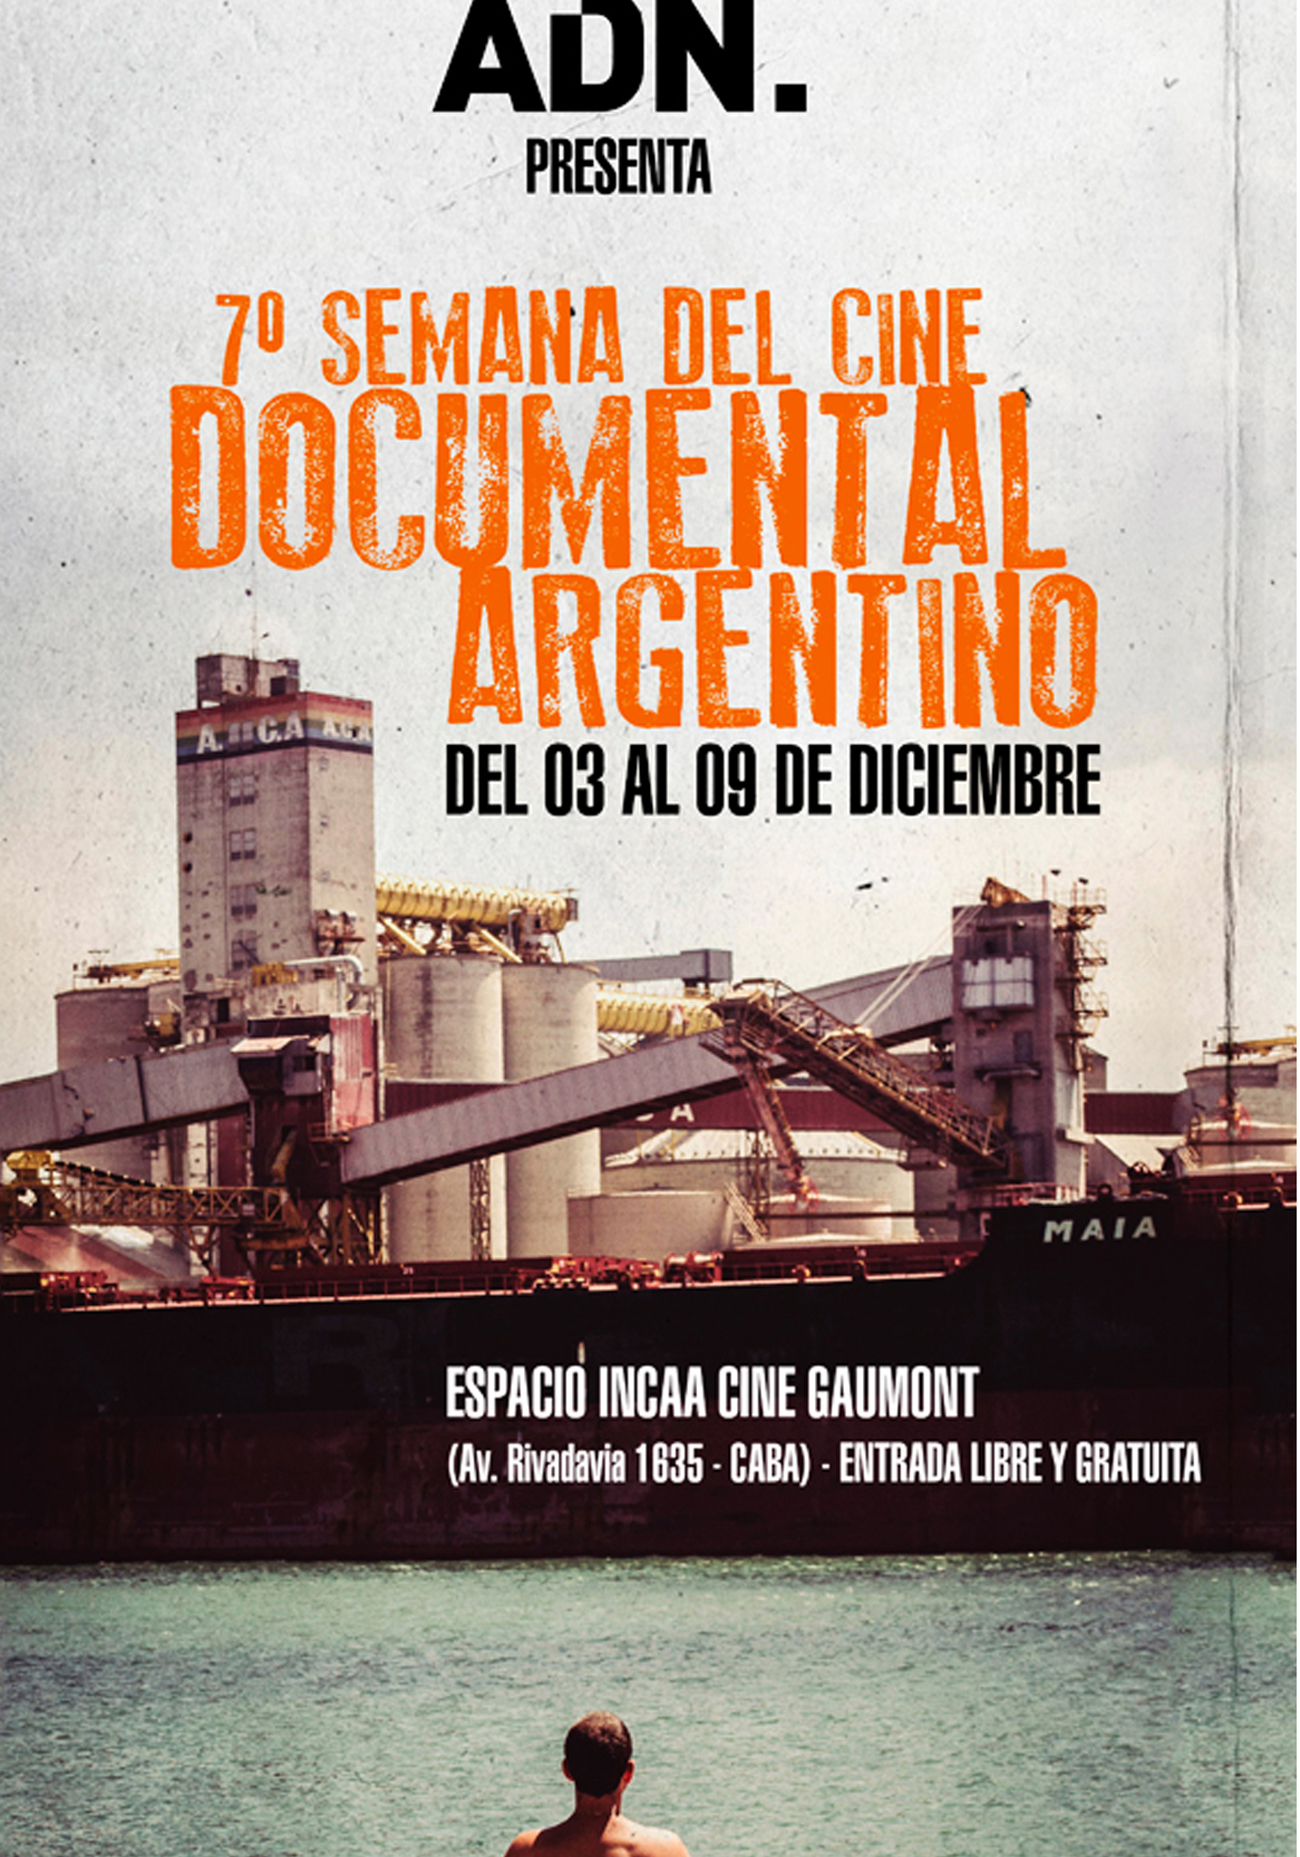 ADN.
PRESENTA
7º SEMANA DEL CINE
DOCUMENTAL
ARGENTINO
DEL 03 AL 09 DE DICIEMBRE
MAIA
ESPACIO INCAA CINE GAUMONT
(Av. Rivadavia 1635 - CABA) - ENTRADA LIBRE Y GRATUITA